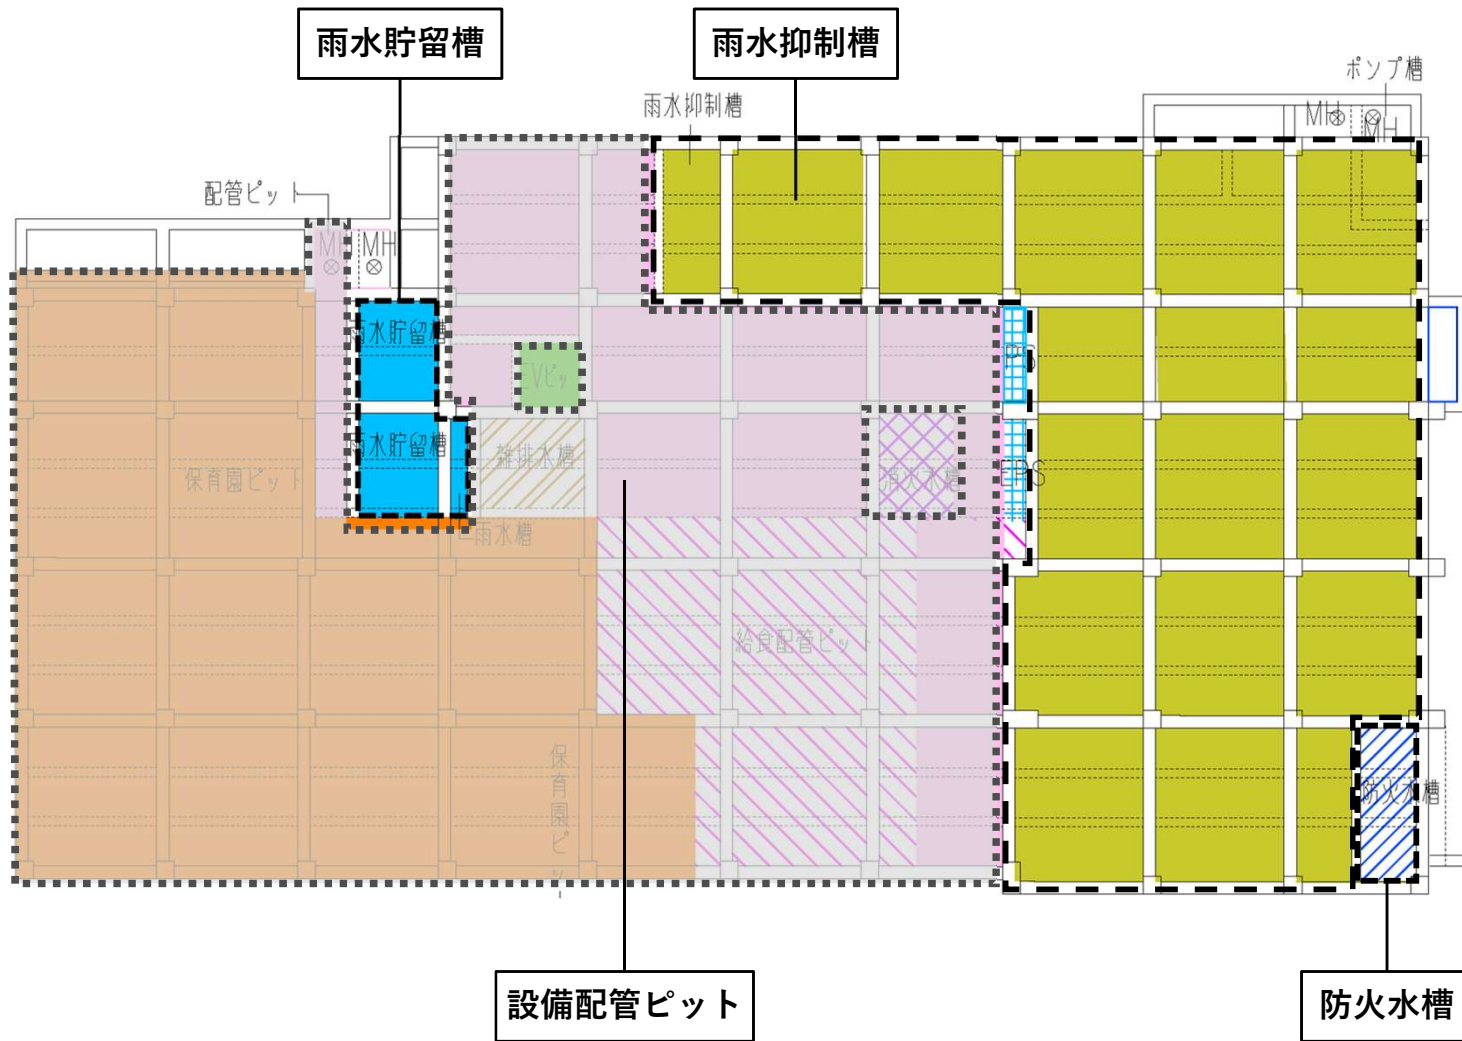 雨水貯留槽
雨水抑制槽
ポンプ槽
雨水抑制槽
MH
MH
配管ピット
MH
MH
雨水貯留槽
PS
EVピッ
雨水貯留槽
雑排水槽
消火水槽
EPS
保育園ピット
雨水槽
給食配管ピット
保育園ピッ
防火水槽
設備配管ピット
防火水槽